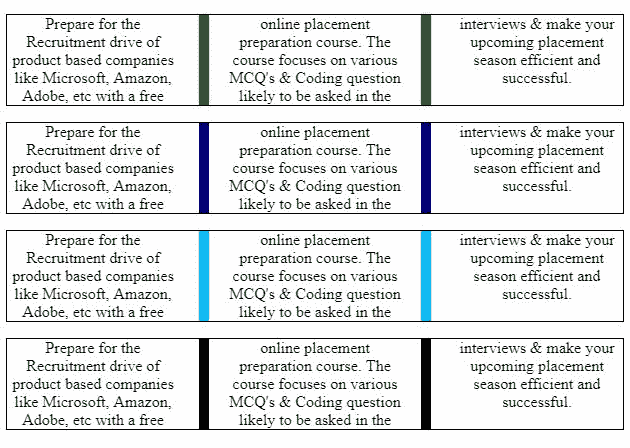 Prepare for the
Recruitment drive of
product based companies
like Microsoft, Amazon,
Adobe, etc with a free
online placement
preparation course. The
course focuses on various
MCQ's & Coding question
likely to be asked in the
interviews & make your
upcoming placement
season efficient and
successful.
Prepare for the
Recruitment drive of
product based companies
like Microsoft, Amazon,
Adobe, etc with a free
online placement
preparation course. The
course focuses on various
MCQ's & Coding question
likely to be asked in the
interviews & make your
upcoming placement
season efficient and
successful.
Prepare for the
Recruitment drive of
product based companies
like Microsoft, Amazon,
Adobe, etc with a free
online placement
preparation course. The
course focuses on various
MCQ's & Coding question
likely to be asked in the
interviews & make your
upcoming placement
season efficient and
successful.
Prepare for the
Recruitment drive of
product based companies
like Microsoft, Amazon,
Adobe, etc with a free
online placement
preparation course. The
course focuses on various
MCQ's & Coding question
likely to be asked in the
interviews & make your
upcoming placement
season efficient and
successful.